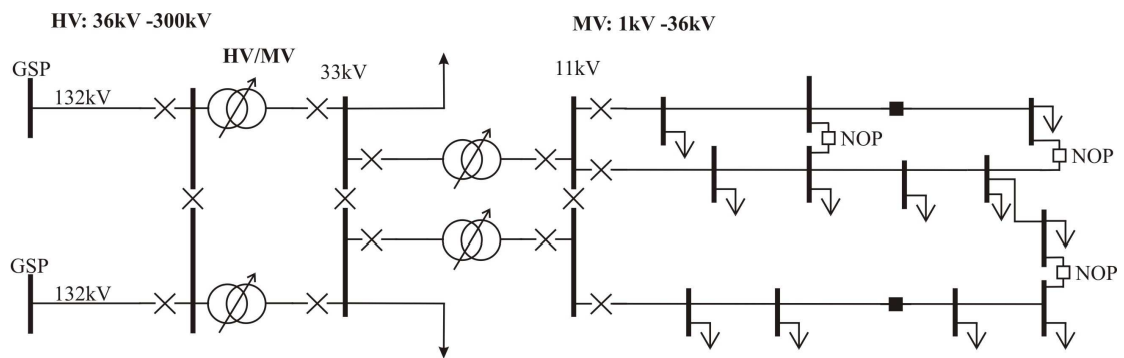 HV: 36kV -300kV
MV: 1kV -36kV
HV/MV
GSP
132kV
33kV
11kV
NOP
NOP
GSP
132kV
NOP